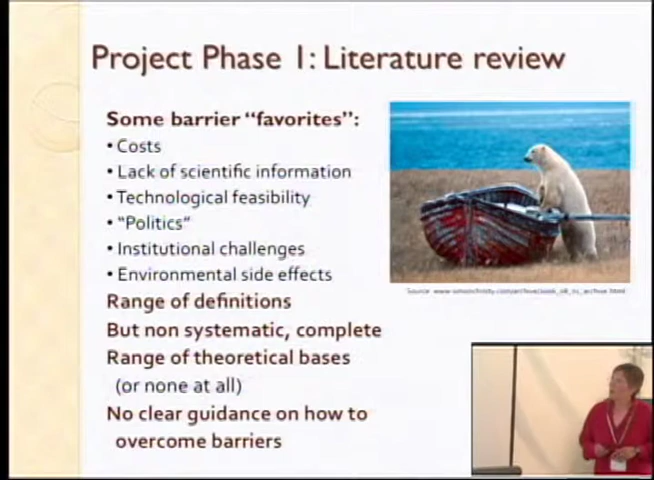 Project Phase 1: Literature review
Some barrier “favorites”:
• Costs
• Lack of scientific information
• Technological feasibility
• “Politics”
• Institutional challenges
• Environmental side effects
Range of definitions
But non systematic, complete
Range of theoretical bases
(or none at all)
No clear guidance on how to
overcome barriers
Source: